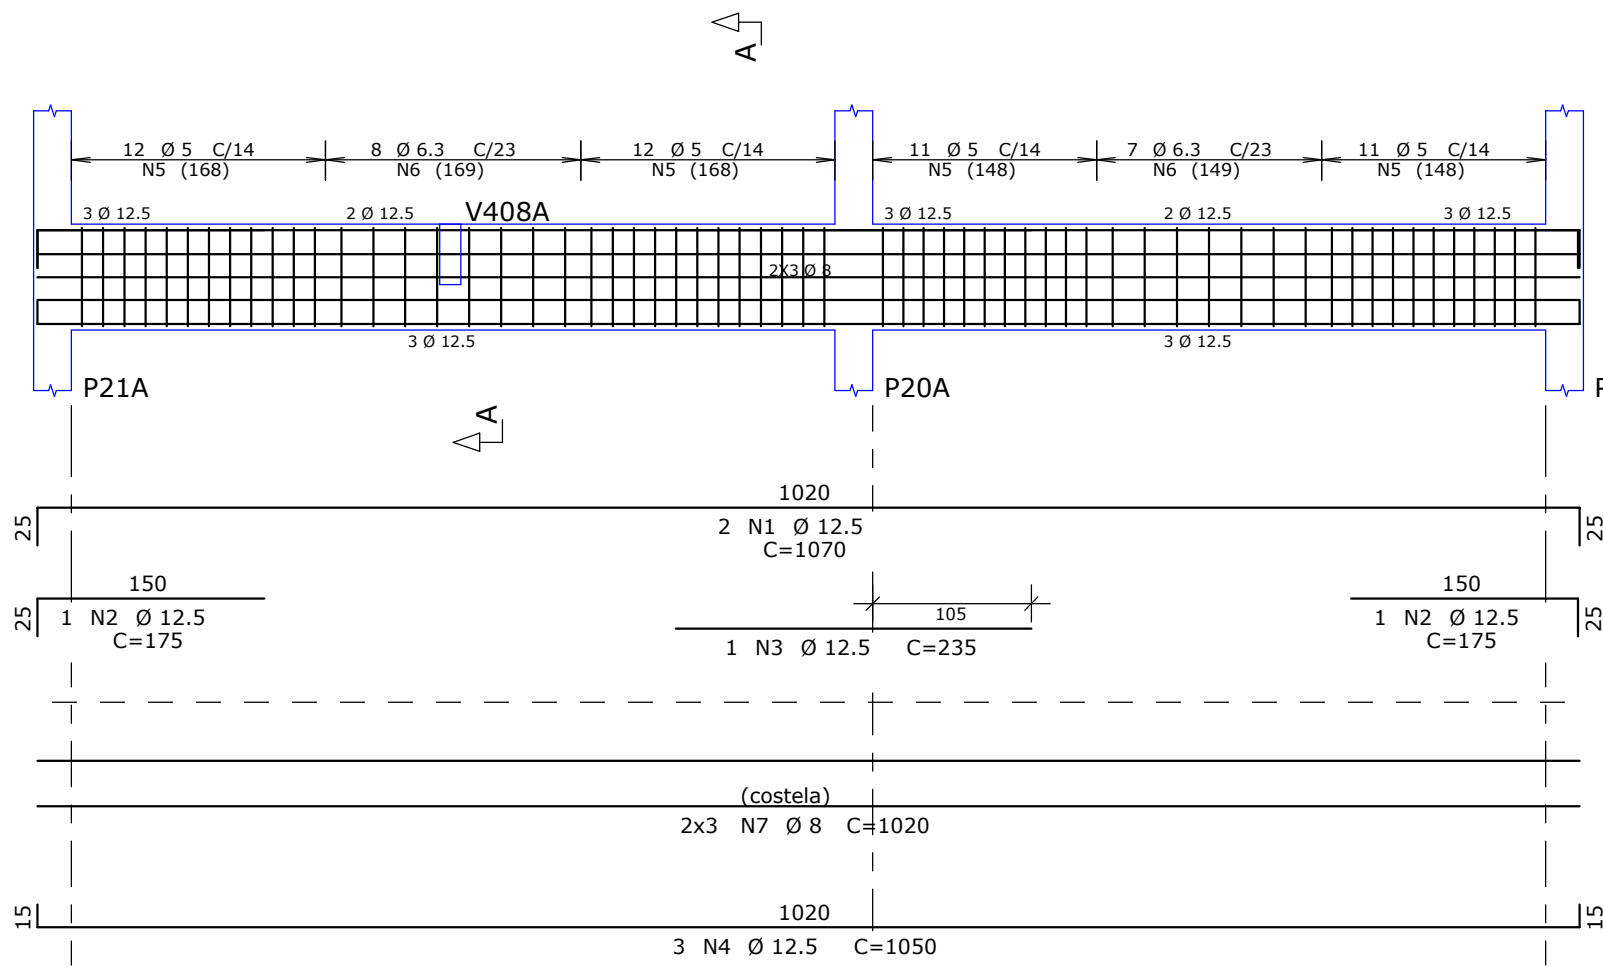 A
12 Ø 5 C/14
N5 (168)
8 Ø 6.3 C/23
N6 (169)
12 Ø 5 C/14
N5 (168)
11 Ø 5 C/14
N5 (148)
7 Ø 6.3 C/23
N6 (149)
11 Ø 5 C/14
N5 (148)
3 Ø 12.5
2 Ø 12.5
V408A
3 Ø 12.5
2 Ø 12.5
3 Ø 12.5
2X3 Ø 8
3 Ø 12.5
3 Ø 12.5
P21A
P20A
P
A
1020
25
2 N1 Ø 12.5
C=1070
25
150
25
1 N2 Ø 12.5
C=175
105
1 N3 Ø 12.5 C=235
150
1 N2 Ø 12.5
C=175
25
(costela)
2x3 N7 Ø 8 C=1020
15
1020
3 N4 Ø 12.5 C=1050
15